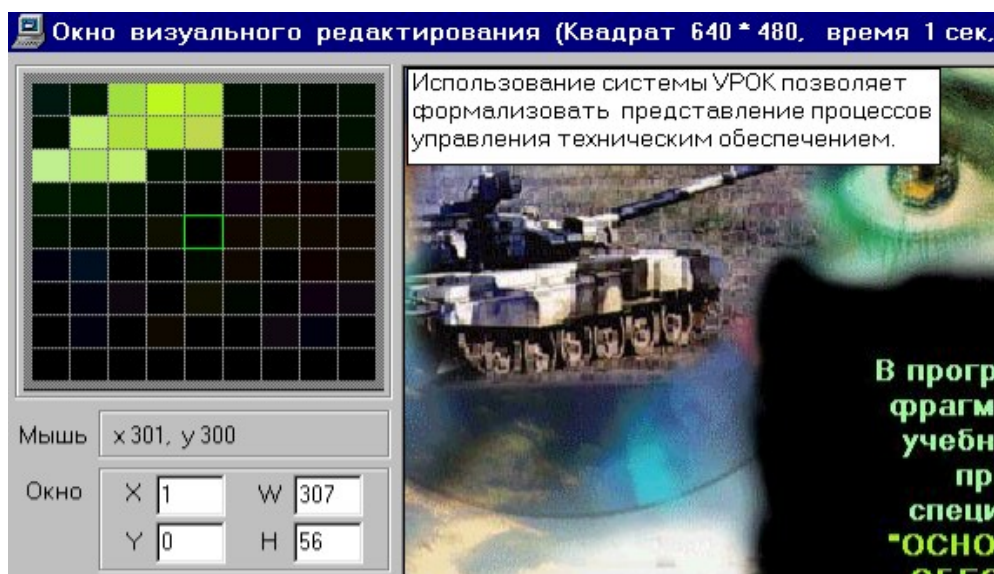 Окно визуального редактирования (Квадрат 640 * 480, время 1 сек,
Использование системы УРОК позволяет
формализовать представление процессов
управления техническим обеспечением.
Мышь x 301, y 300
Окно X 1 W 307
Y 0 H 56
В прогр
фрагм
учебн
пр
специ
"ОСНО
ОБЕС